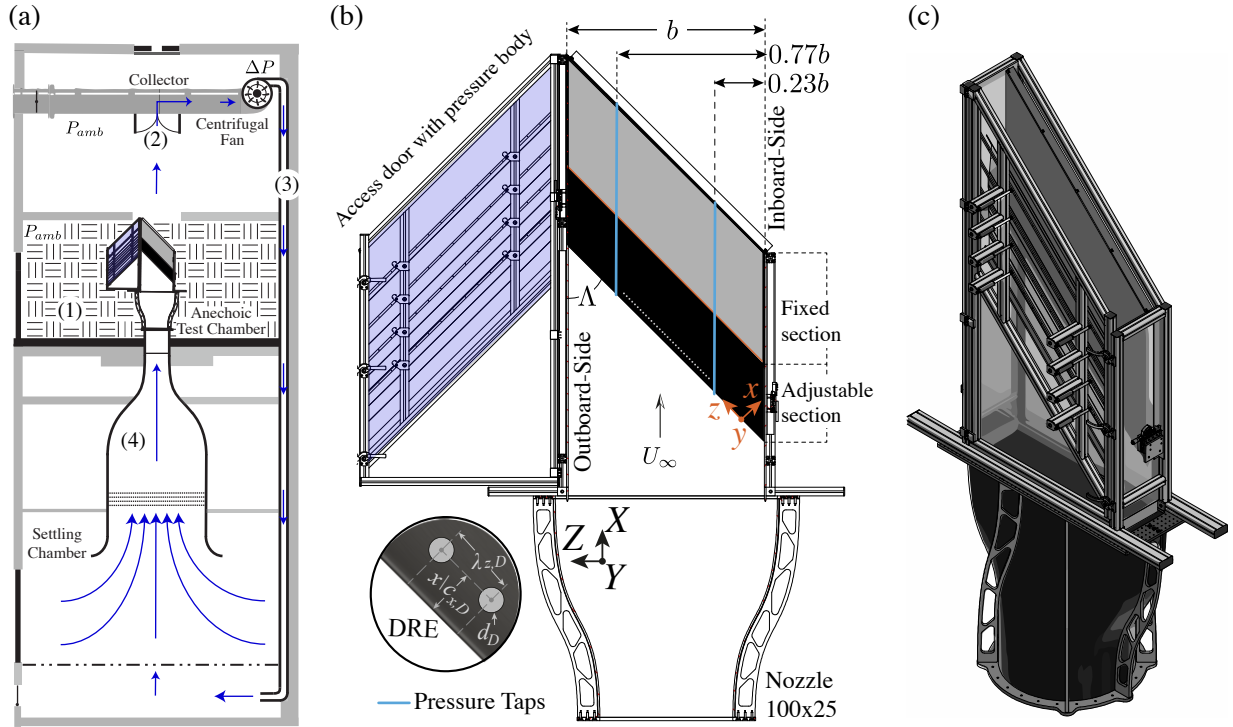 (a)
Collector
ΔP
P_amb
(2)
Centrifugal
Fan
(3)
P_amb
(1)
Anechoic
Test Chamber
(4)
Settling
Chamber
(b)
b
0.77b
0.23b
Access door with pressure body
Inboard-Side
Λ
Outboard-Side
Fixed
section
Adjustable
section
x
z
y
U_∞
X
Z
Y
λ_{z,D}
x/c_{x,D}
d_D
DRE
Pressure Taps
Nozzle
100x25
(c)